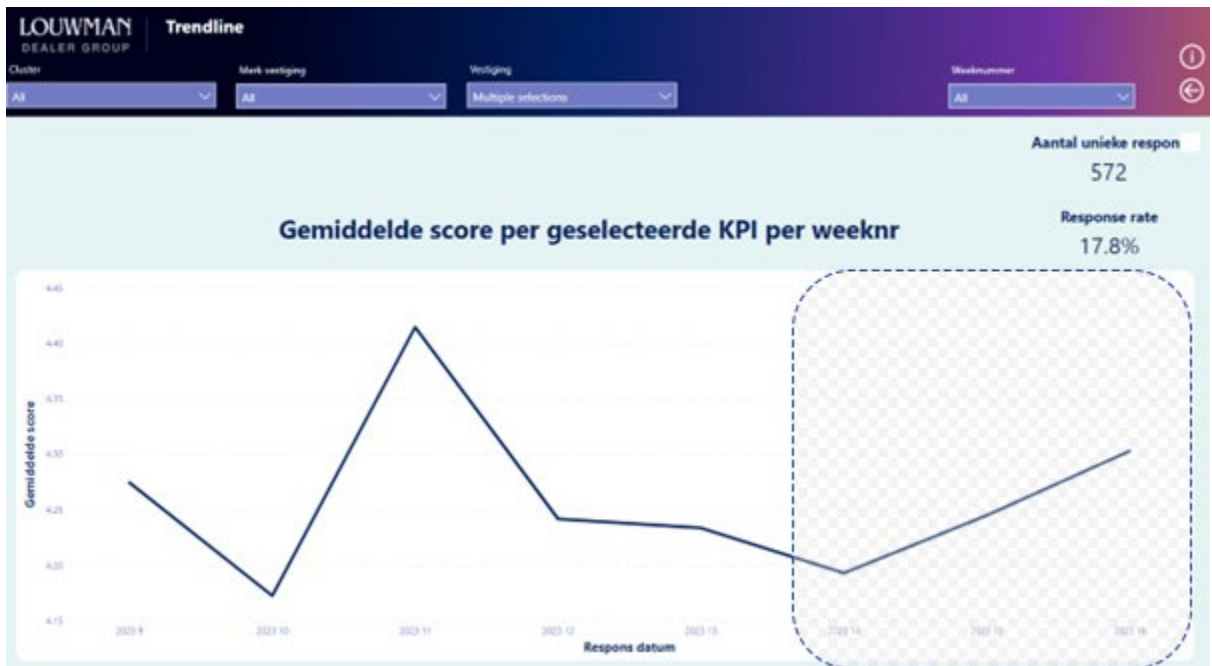 LOUWMAN
DEALER GROUP
Trendline
Cluster
All
Merk vestiging
All
Vestiging
Multiple selections
Weeknummer
All
Aantal unieke respon
572
Response rate
17.8%
Gemiddelde score per geselecteerde KPI per weeknr
Gemiddelde score
4.45
4.40
4.35
4.30
4.25
4.20
4.15
2023 9
2023 10
2023 11
2023 12
2023 13
2023 14
2023 15
2023 16
Respons datum